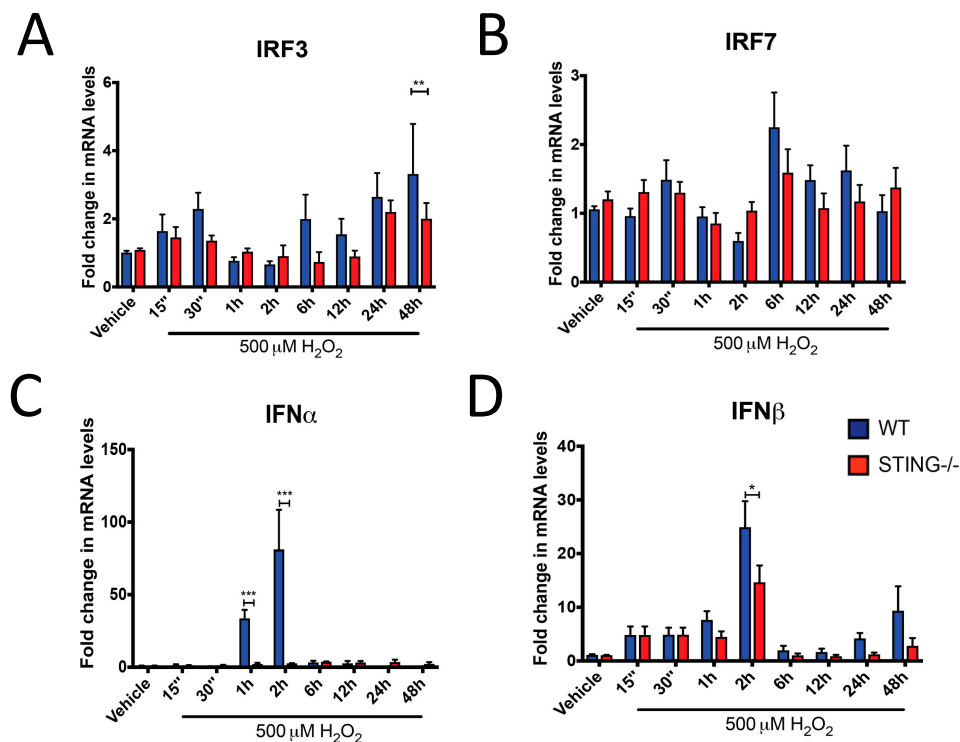 A
IRF3
Fold change in mRNA levels
6
4
2
0
**
Vehicle
15"
30"
1h
2h
6h
12h
24h
48h
500 μM H₂O₂
B
IRF7
Fold change in mRNA levels
3
2
1
0
Vehicle
15"
30"
1h
2h
6h
12h
24h
48h
500 μM H₂O₂
C
IFNα
Fold change in mRNA levels
150
100
50
0
***
***
Vehicle
15"
30"
1h
2h
6h
12h
24h
48h
500 μM H₂O₂
D
IFNβ
Fold change in mRNA levels
40
30
20
10
0
*
Vehicle
15"
30"
1h
2h
6h
12h
24h
48h
500 μM H₂O₂
WT
STING-/-